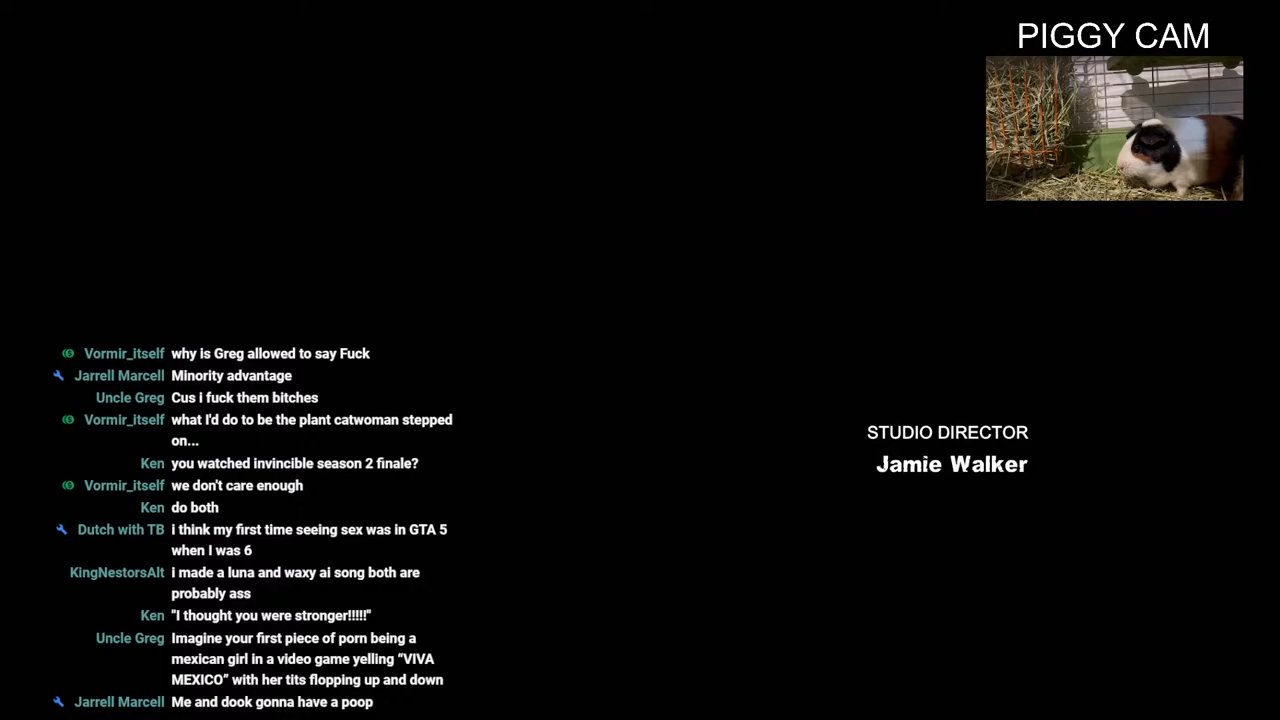 PIGGY CAM
Vormir_itself why is Greg allowed to say Fuck
Jarrell Marcell Minority advantage
Uncle Greg Cus i fuck them bitches
Vormir_itself what I'd do to be the plant catwoman stepped
on...
Ken you watched invincible season 2 finale?
Vormir_itself we don't care enough
Ken do both
Dutch with TB i think my first time seeing sex was in GTA 5
when I was 6
KingNestorsAlt i made a luna and waxy ai song both are
probably ass
Ken "I thought you were stronger!!!!!"
Uncle Greg Imagine your first piece of porn being a
mexican girl in a video game yelling “VIVA
MEXICO” with her tits flopping up and down
Jarrell Marcell Me and dook gonna have a poop
STUDIO DIRECTOR
Jamie Walker